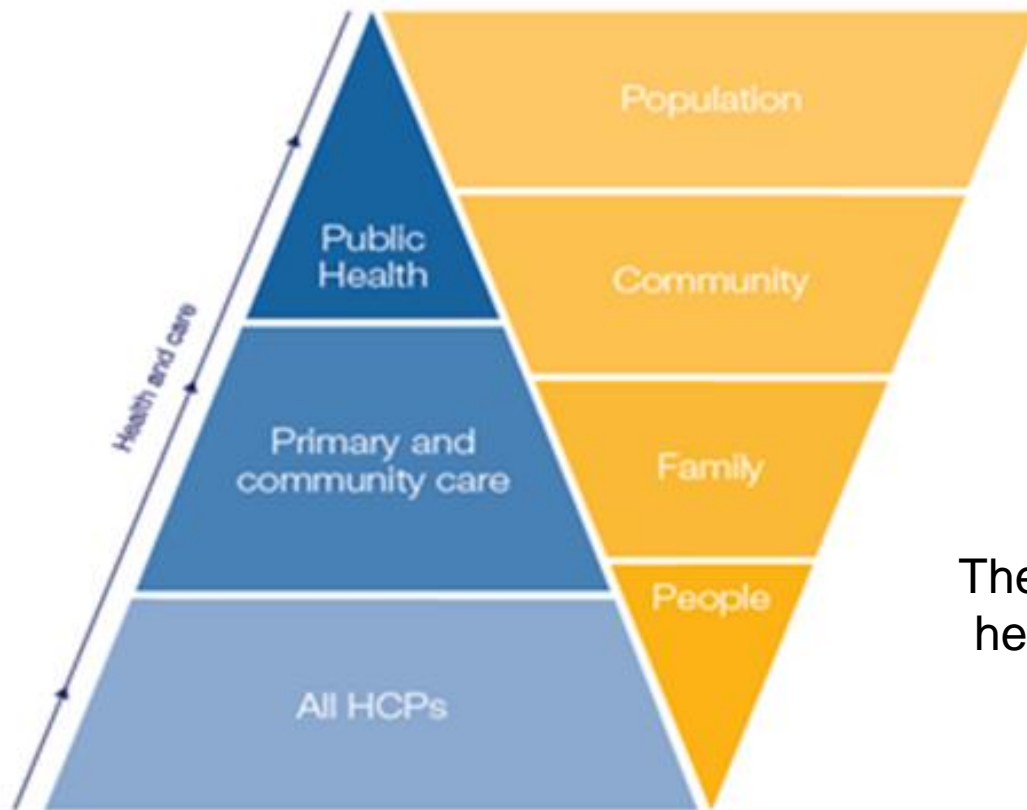 Population
Public
Health
Community
Health and care
Primary and
community care
Family
People
All HCPs
The
he